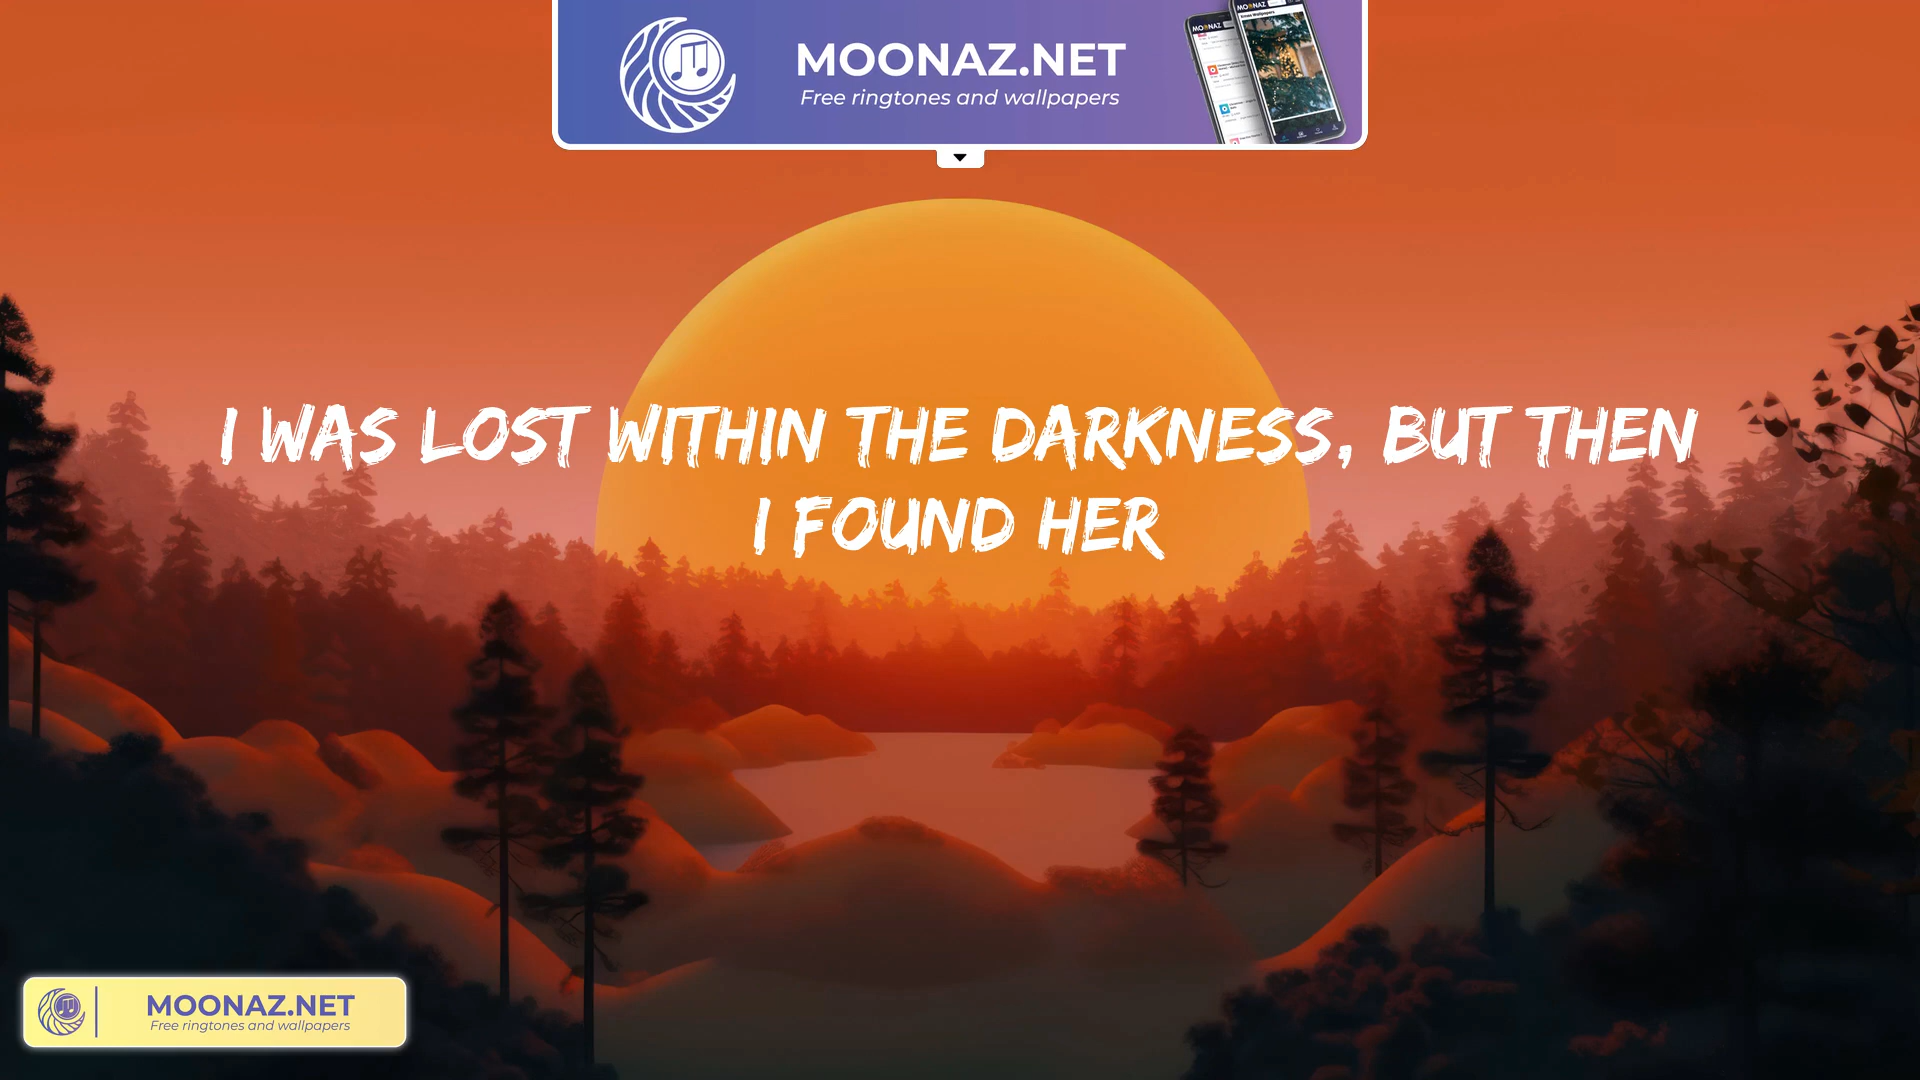 MOONAZ.NET
Free ringtones and wallpapers
I WAS LOST WITHIN THE DARKNESS, BUT THEN
I FOUND HER
MOONAZ.NET
Free ringtones and wallpapers